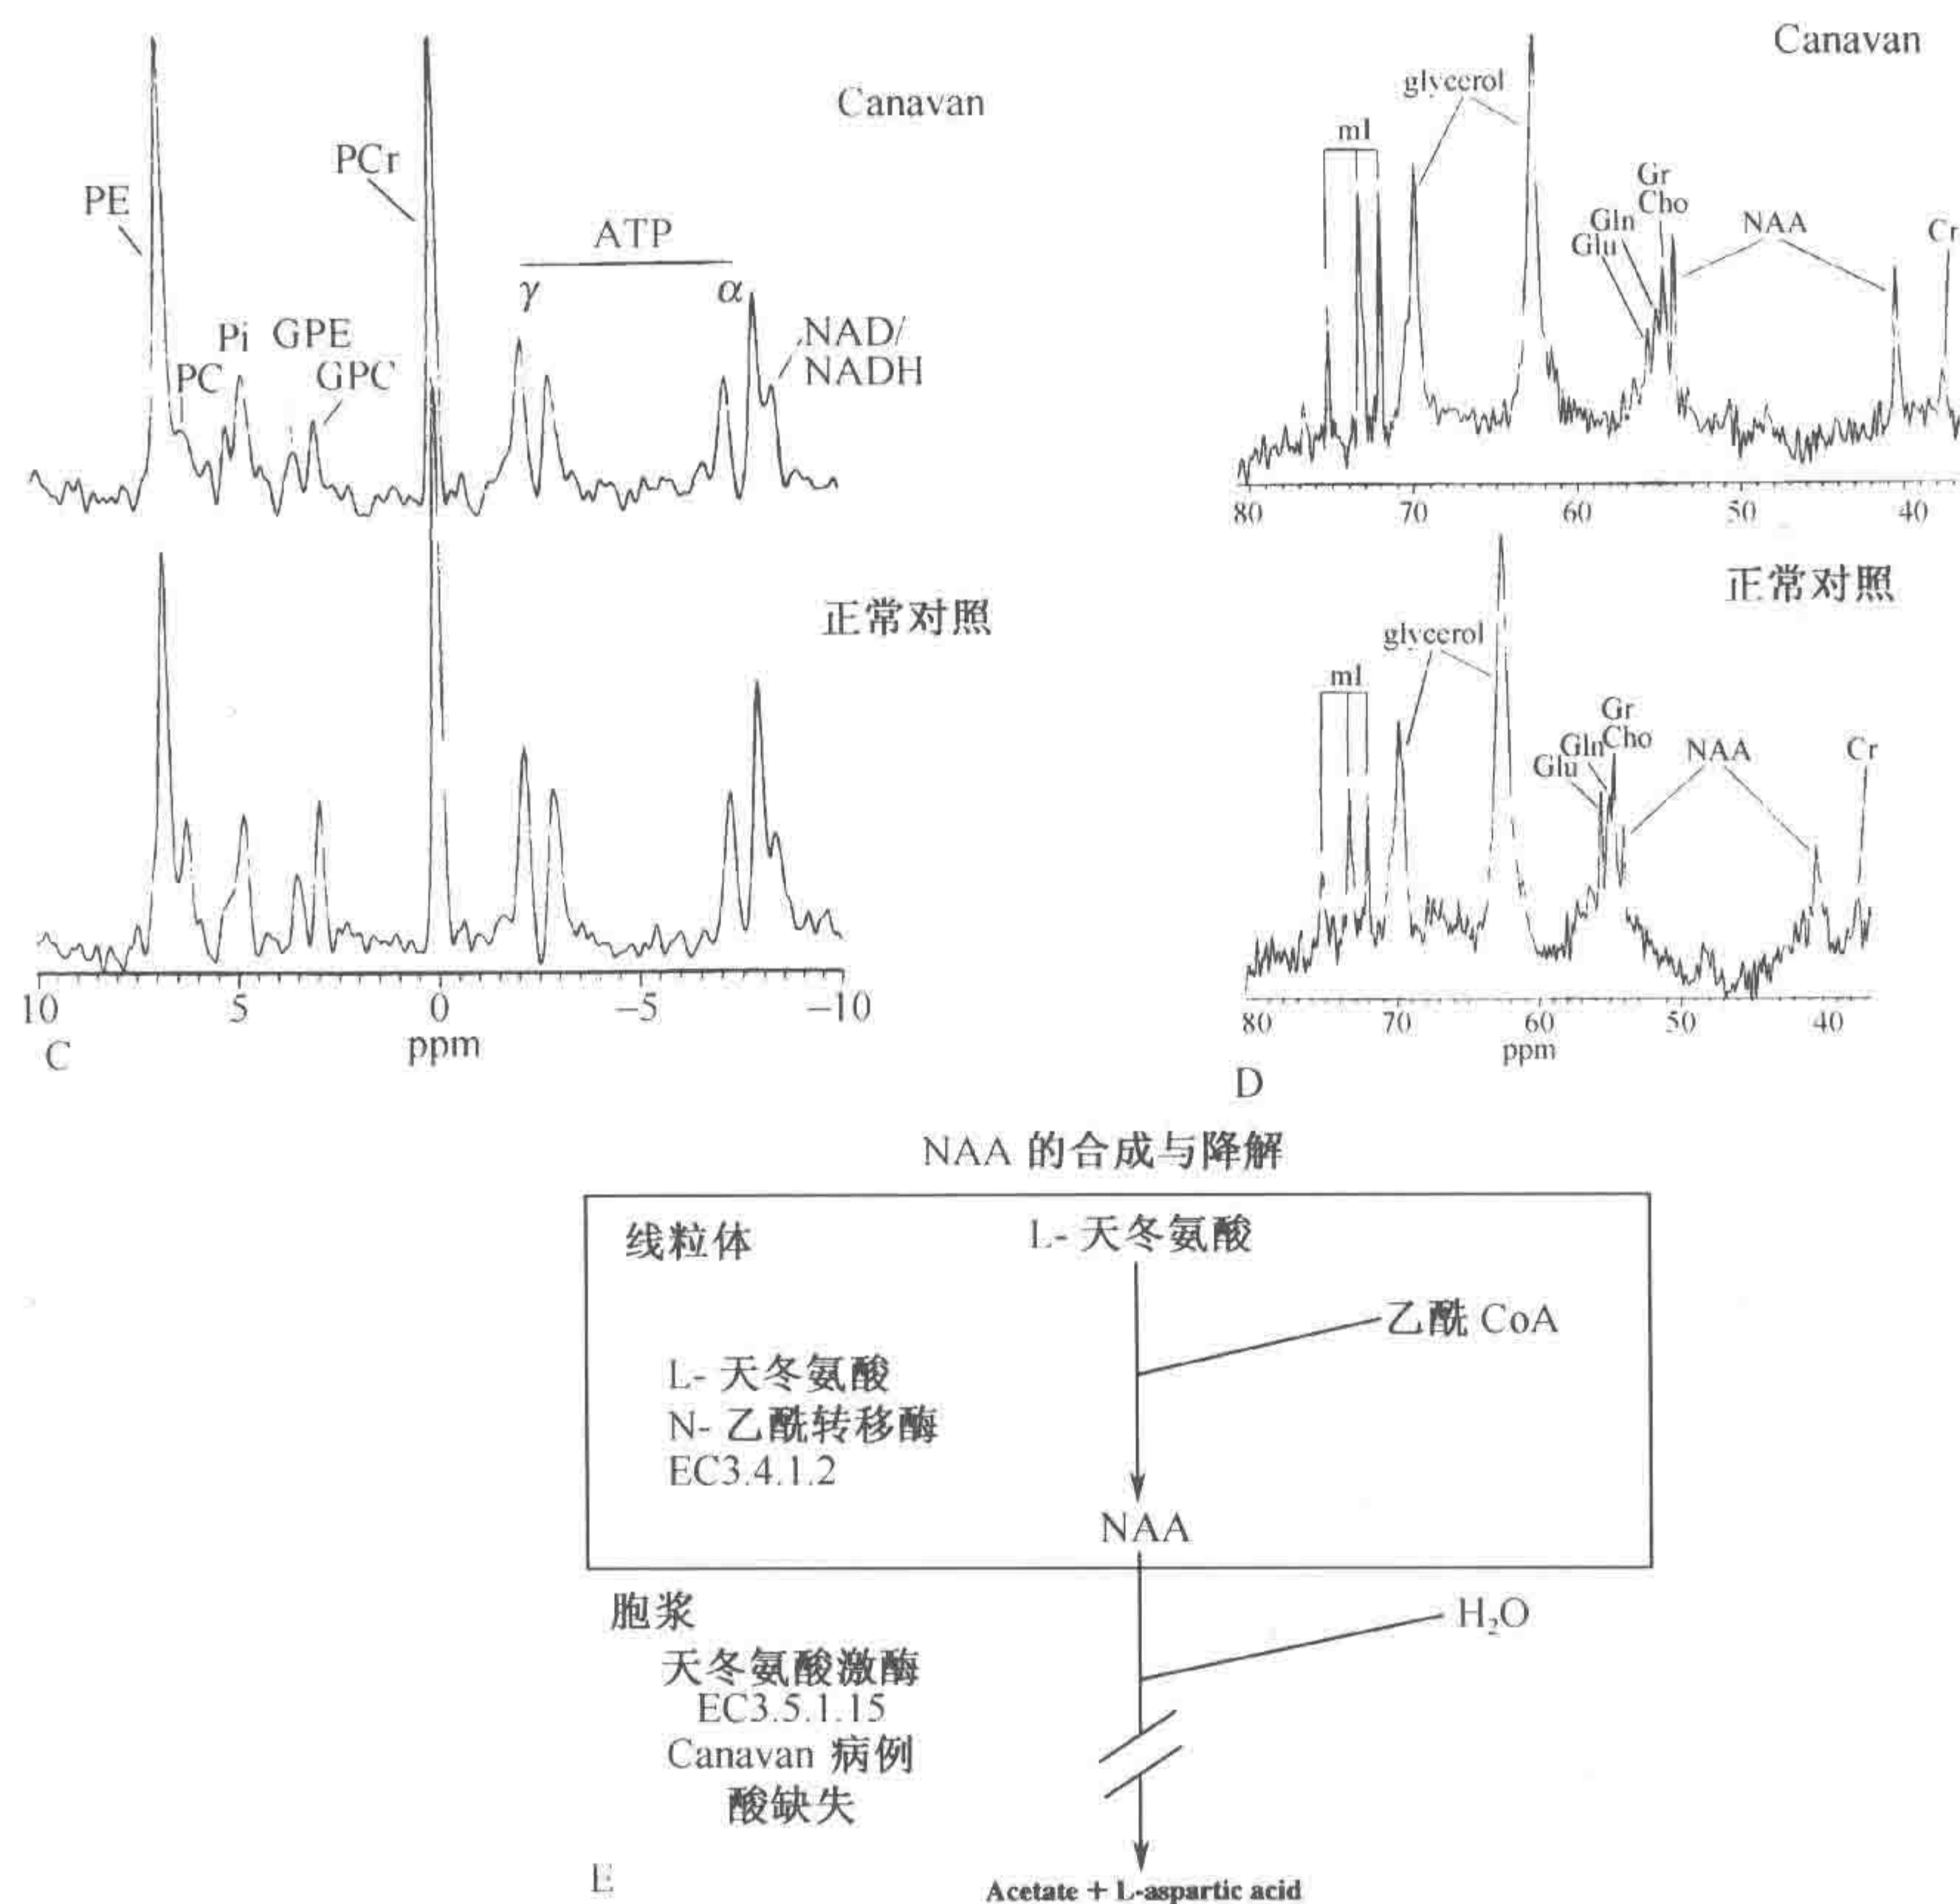 Canavan
PE
PCr
ATP
γ
α
NAD/
NADH
Pi GPE
PC
GPC
正常对照
10 5 0 −5 −10
ppm
C
Canavan
glycerol
mI
Gr
Cho
Gln
Glu
NAA
Cr
80 70 60 50 40
正常对照
glycerol
mI
Gr
Cho
Gln
Glu
NAA
Cr
80 70 60 50 40
ppm
D
NAA 的合成与降解
线粒体
L- 天冬氨酸
乙酰 CoA
L- 天冬氨酸
N- 乙酰转移酶
EC3.4.1.2
NAA
胞浆
H₂O
天冬氨酸激酶
EC3.5.1.15
Canavan 病例
酸缺失
E
Acetate + L-aspartic acid